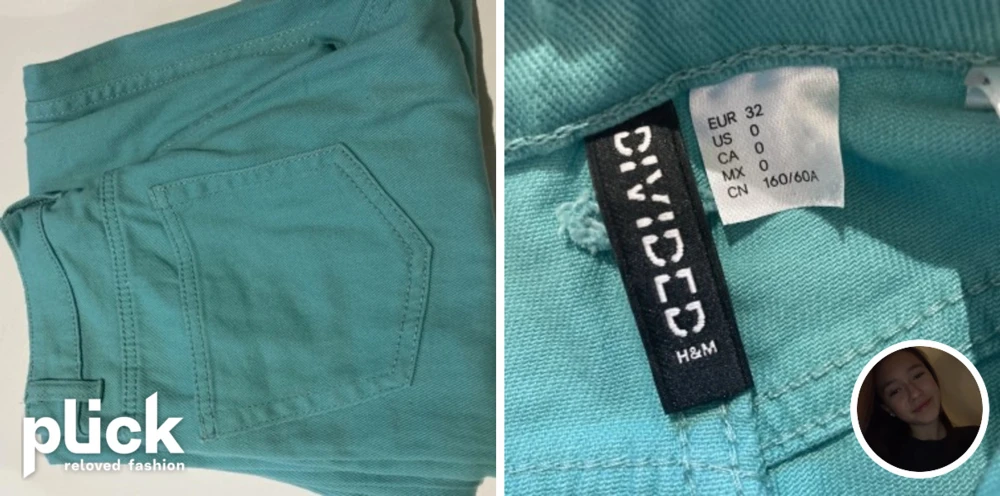 plick
reloved fashion
DIVIDED
H&M
EUR 32
US 0
CA 0
MX 0
CN 160/60A